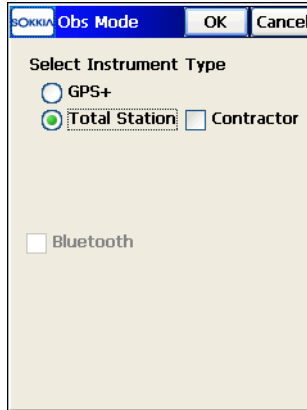 SOKKIA Obs Mode OK Cancel
Select Instrument Type
GPS+
Total Station Contractor
Bluetooth